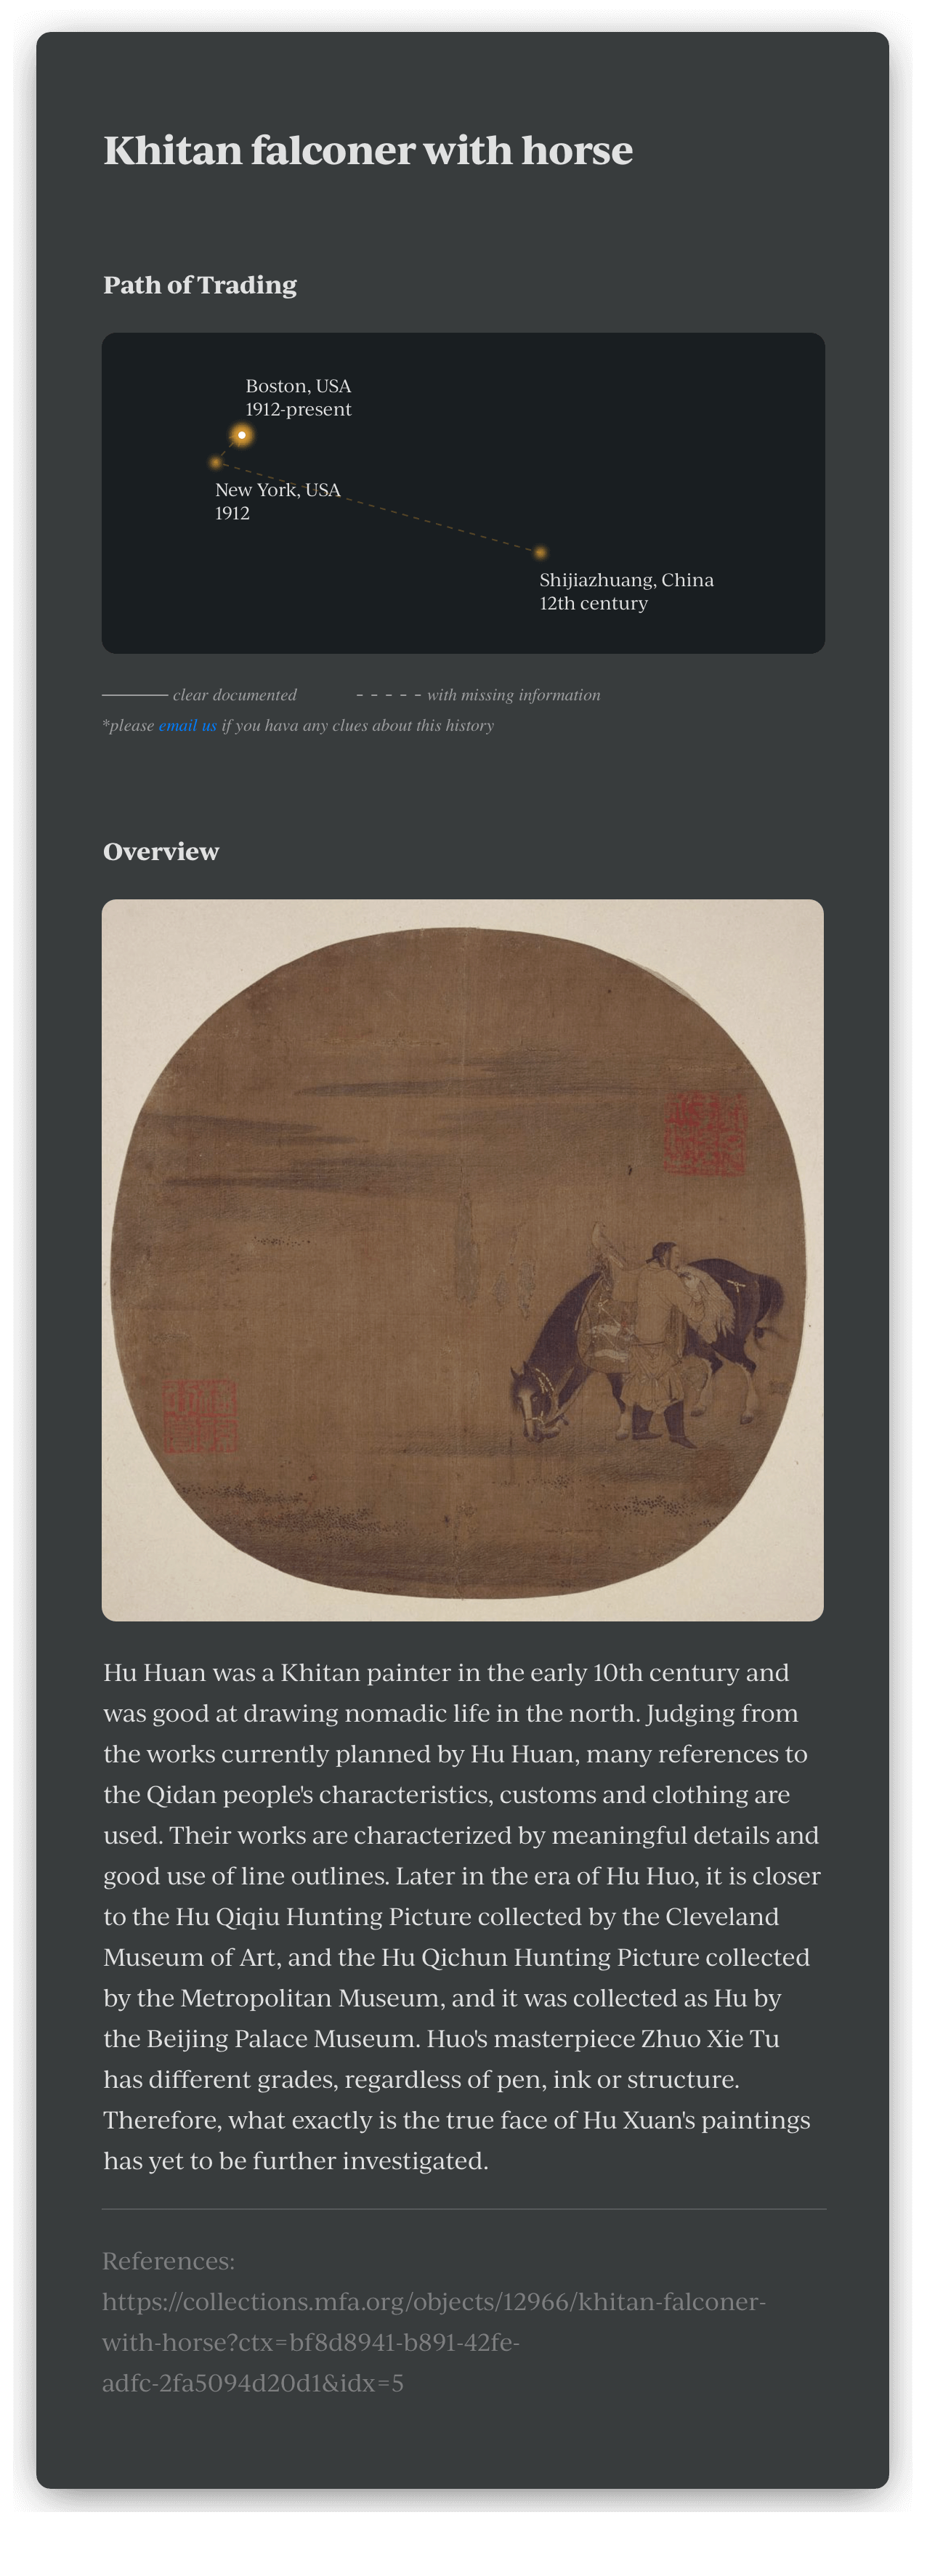 Khitan falconer with horse
Path of Trading
Boston, USA
1912-present
New York, USA
1912
Shijiazhuang, China
12th century
clear documented
with missing information
*please email us if you hava any clues about this history
Overview
Hu Huan was a Khitan painter in the early 10th century and
was good at drawing nomadic life in the north. Judging from
the works currently planned by Hu Huan, many references to
the Qidan people's characteristics, customs and clothing are
used. Their works are characterized by meaningful details and
good use of line outlines. Later in the era of Hu Huo, it is closer
to the Hu Qiqiu Hunting Picture collected by the Cleveland
Museum of Art, and the Hu Qichun Hunting Picture collected
by the Metropolitan Museum, and it was collected as Hu by
the Beijing Palace Museum. Huo's masterpiece Zhuo Xie Tu
has different grades, regardless of pen, ink or structure.
Therefore, what exactly is the true face of Hu Xuan's paintings
has yet to be further investigated.
References:
https://collections.mfa.org/objects/12966/khitan-falconer-
with-horse?ctx=bf8d8941-b891-42fe-
adfc-2fa5094d20d1&idx=5